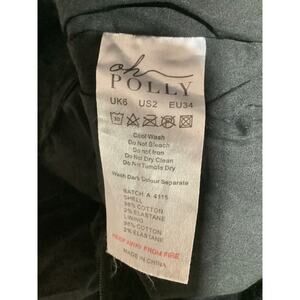 oh
POLLY
UK6 US2 EU34
30
Cool Wash
Do Not Bleach
Do not Iron
Do Not Dry Clean
Do Not Tumble Dry
Wash Dark Colour Separate
BATCH: A 4115
SHELL
98% COTTON
2% ELASTANE
LINING
98% COTTON
2% ELASTANE
KEEP AWAY FROM FIRE
MADE IN CHINA